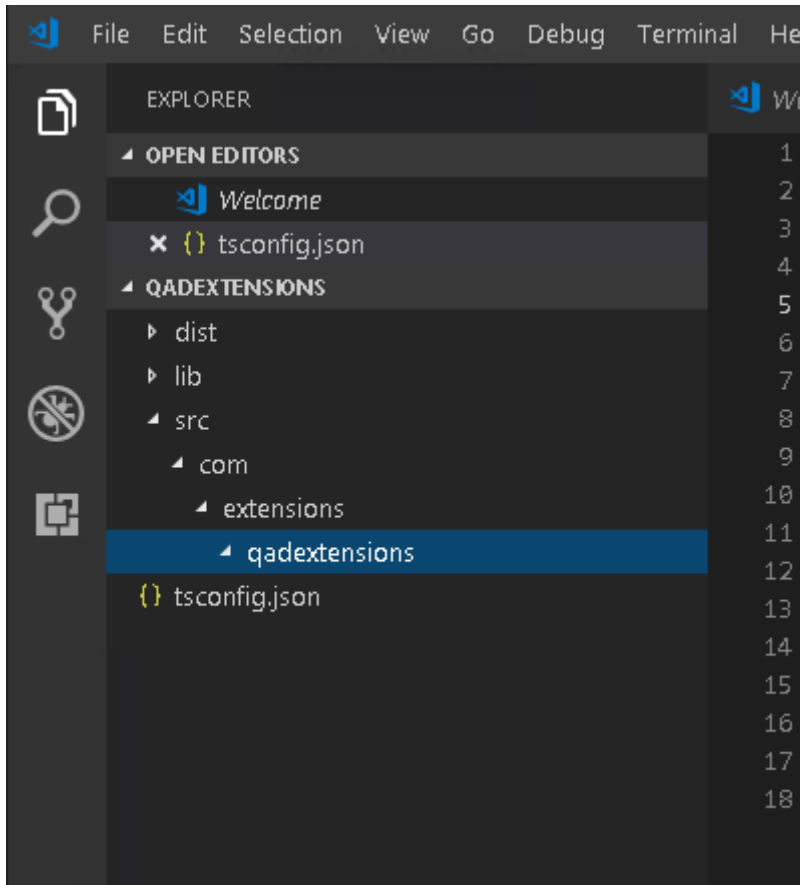 File Edit Selection View Go Debug Terminal He
EXPLORER
OPEN EDITORS
Welcome
{} tsconfig.json
QADEXTENSIONS
dist
lib
src
com
extensions
qadextensions
{} tsconfig.json
We
1
2
3
4
5
6
7
8
9
10
11
12
13
14
15
16
17
18